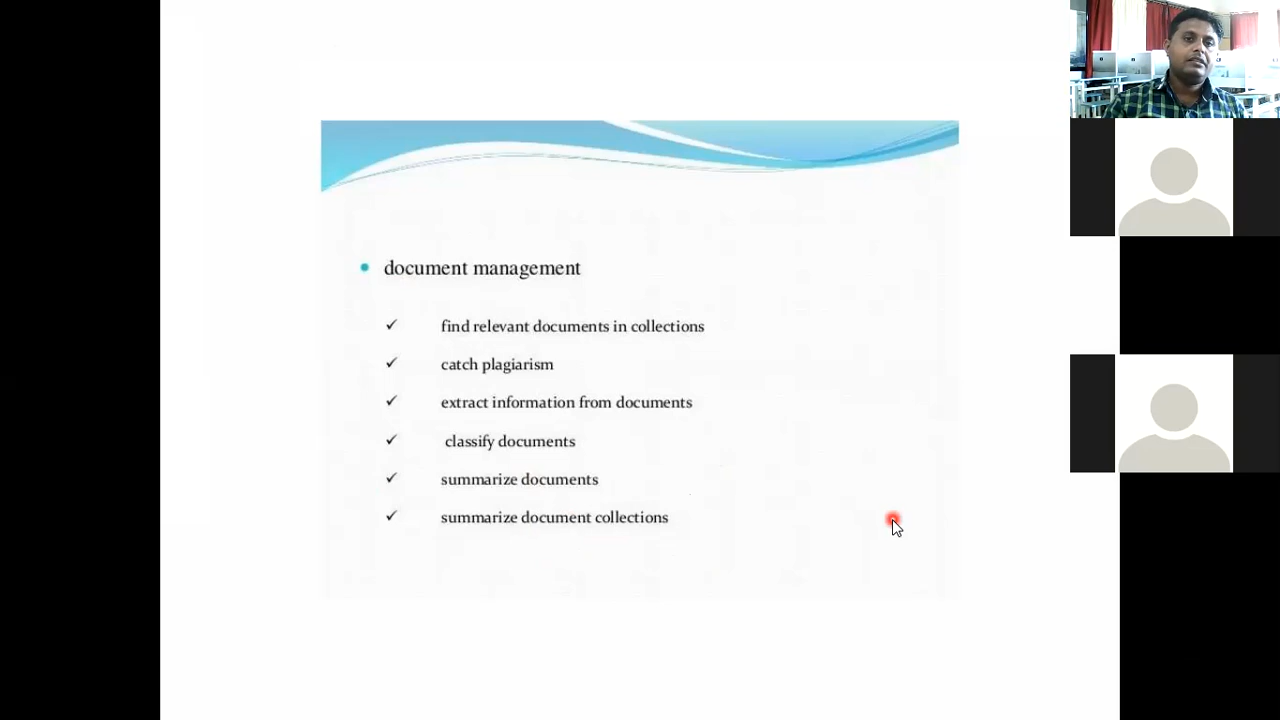 document management
find relevant documents in collections
catch plagiarism
extract information from documents
classify documents
summarize documents
summarize document collections